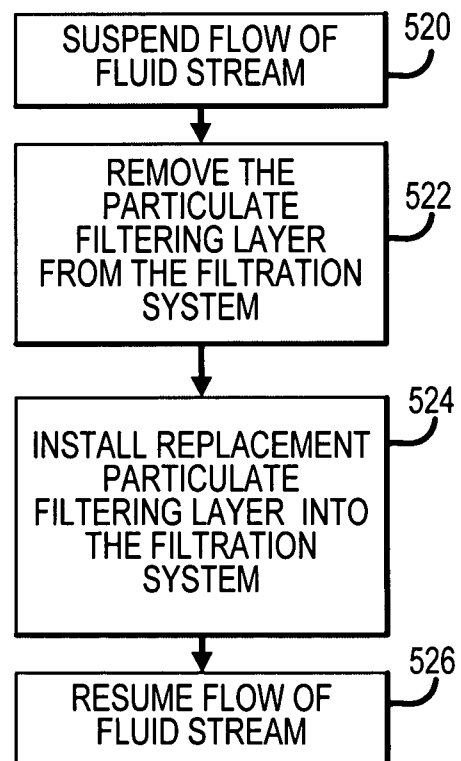 SUSPEND FLOW OF
FLUID STREAM
520
REMOVE THE
PARTICULATE
FILTERING LAYER
FROM THE FILTRATION
SYSTEM
522
INSTALL REPLACEMENT
PARTICULATE
FILTERING LAYER INTO
THE FILTRATION
SYSTEM
524
RESUME FLOW OF
FLUID STREAM
526